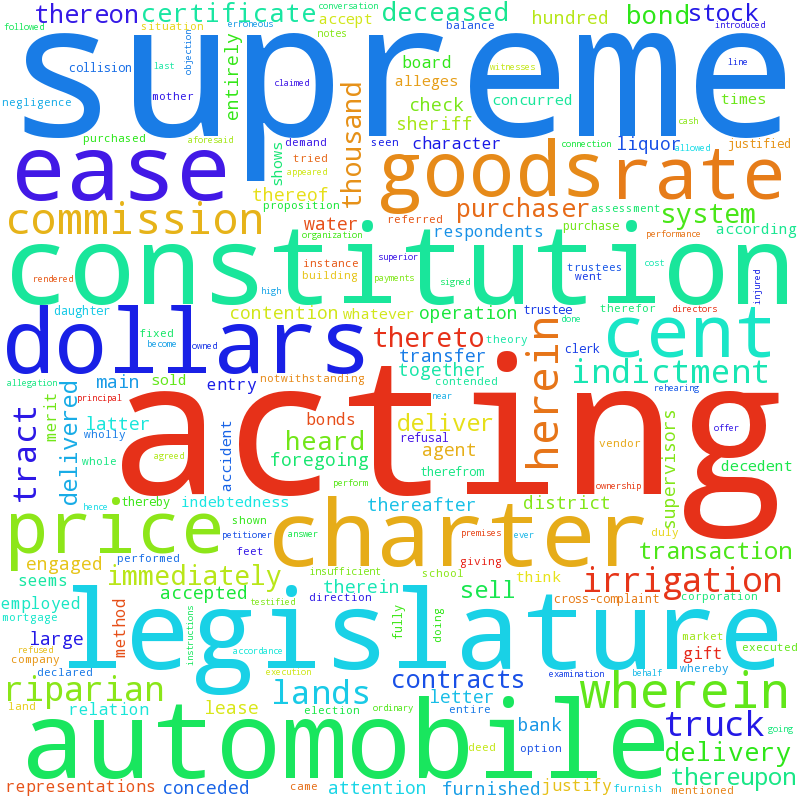 followed
erroneous
conversation
thereon
certificate
deceased
bond
stock
situation
accept
notes
balance
hundred
introduced
supreme
collision
last
objection
entirely
board
alleges
witnesses
line
negligence
mother
claimed
check
concurred
times
sheriff
cash
aforesaid
purchased
demand
seen
character
connection
liquor
allowed
justified
ease
shows
tried
appeared
thousand
goods
rate
thereof
commission
proposition
water
referred
purchaser
assessment
system
organization
respondents
purchase
performance
according
constitution
instance
building
superior
trustees
went
cost
rendered
high
payments
signed
injured
daughter
contention
whatever
operation
trustee
therefor
directors
dollars
fixed
become
owned
thereto
theory
done
herein
cent
transfer
clerk
together
indictment
allegation
main
sold
entry
notwithstanding
contended
rehearing
tract
delivered
merit
principal
acting
near
latter
bonds
deliver
offer
wholly
accident
heard
refusal
agent
vendor
supervisors
whole
agreed
foregoing
therefrom
decedent
perform
ownership
price
thereby
indebtedness
thereafter
district
charter
shown
petitioner
answer
premises
ever
duly
hence
feet
transaction
engaged
performed
giving
think
seems
immediately
insufficient
school
irrigation
employed
accepted
therein
sell
mortgage
testified
direction
cross-complaint
corporation
legislature
large
method
instructions
fully
doing
market
executed
refused
company
accordance
gift
whereby
declared
execution
contracts
examination
behalf
riparian
lands
wherein
land
relation
lease
election
ordinary
letter
entire
bank
option
truck
going
automobile
deed
delivery
representations
conceded
came
attention
furnished
justify
furnish
thereupon
mentioned